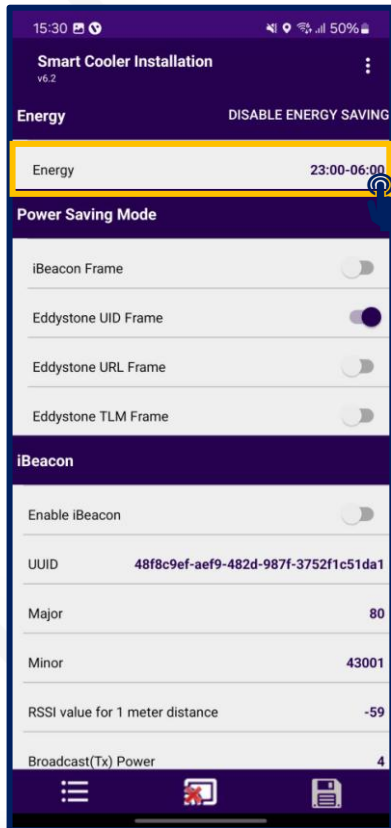 15:30 50%
Smart Cooler Installation
v6.2
Energy DISABLE ENERGY SAVING
Energy 23:00-06:00
Power Saving Mode
iBeacon Frame
Eddystone UID Frame
Eddystone URL Frame
Eddystone TLM Frame
iBeacon
Enable iBeacon
UUID 48f8c9ef-aef9-482d-987f-3752f1c51da1
Major 80
Minor 43001
RSSI value for 1 meter distance -59
Broadcast(Tx) Power 4